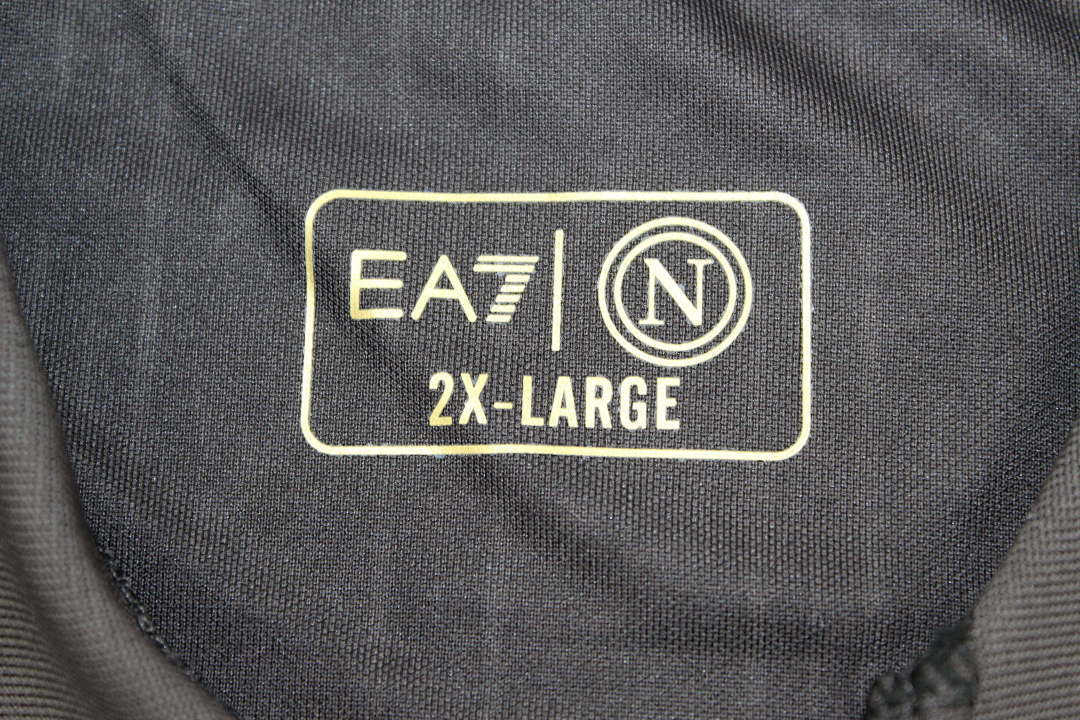 EA7 | N
2X-LARGE